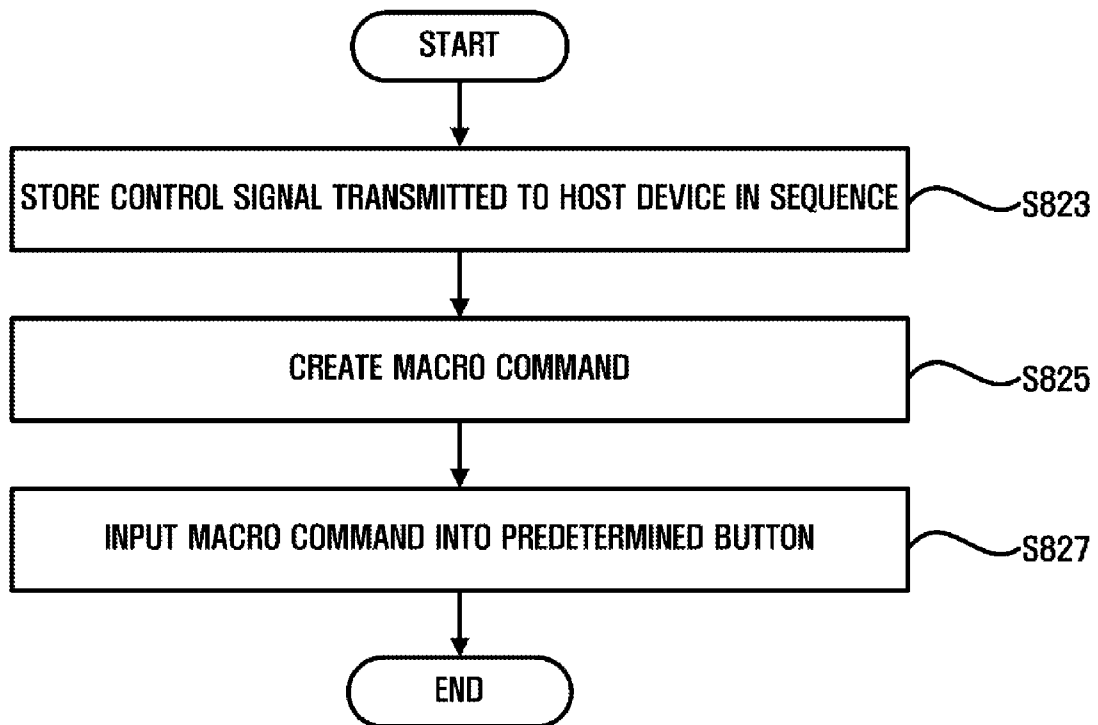 START
STORE CONTROL SIGNAL TRANSMITTED TO HOST DEVICE IN SEQUENCE
S823
CREATE MACRO COMMAND
S825
INPUT MACRO COMMAND INTO PREDETERMINED BUTTON
S827
END